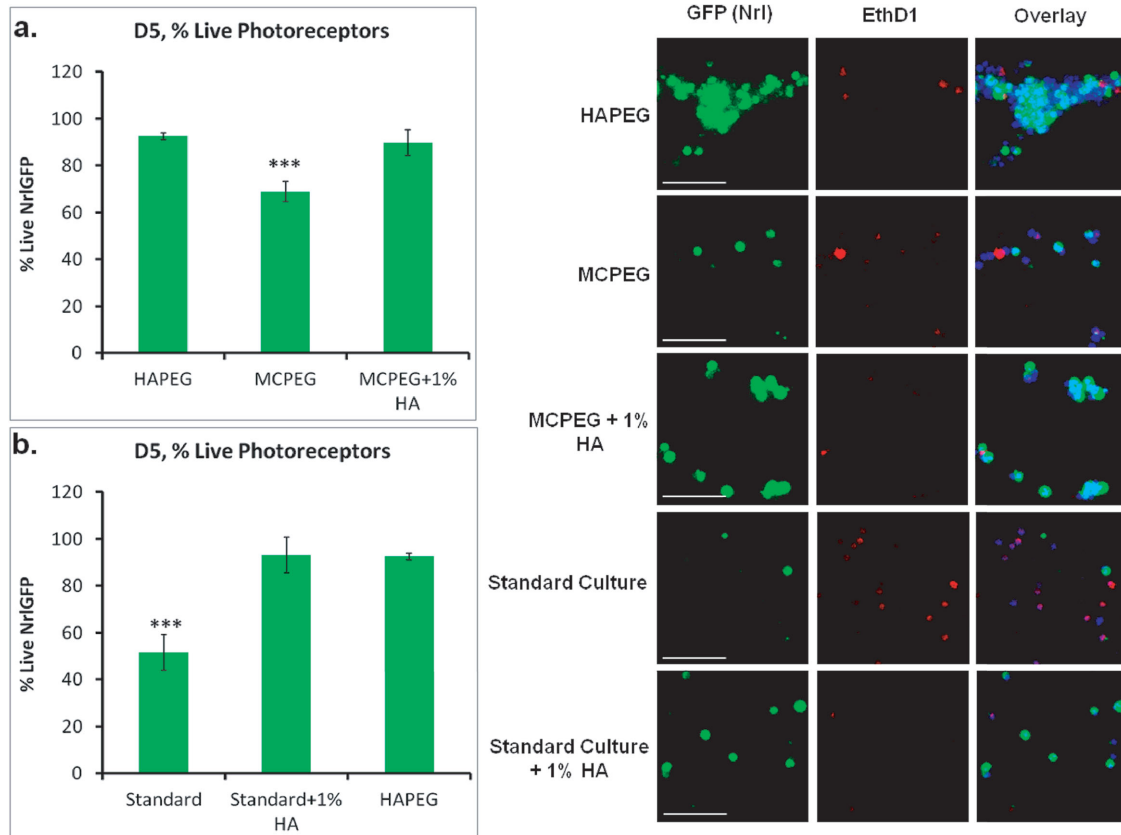 a.
D5, % Live Photoreceptors
% Live NrlGFP
120
100
80
60
40
20
0
***
HAPEG
MCPEG
MCPEG+1%
HA
b.
D5, % Live Photoreceptors
% Live NrlGFP
120
100
80
60
40
20
0
***
Standard
Standard+1%
HA
HAPEG
GFP (Nrl)
EthD1
Overlay
HAPEG
MCPEG
MCPEG + 1%
HA
Standard Culture
Standard Culture
+ 1% HA